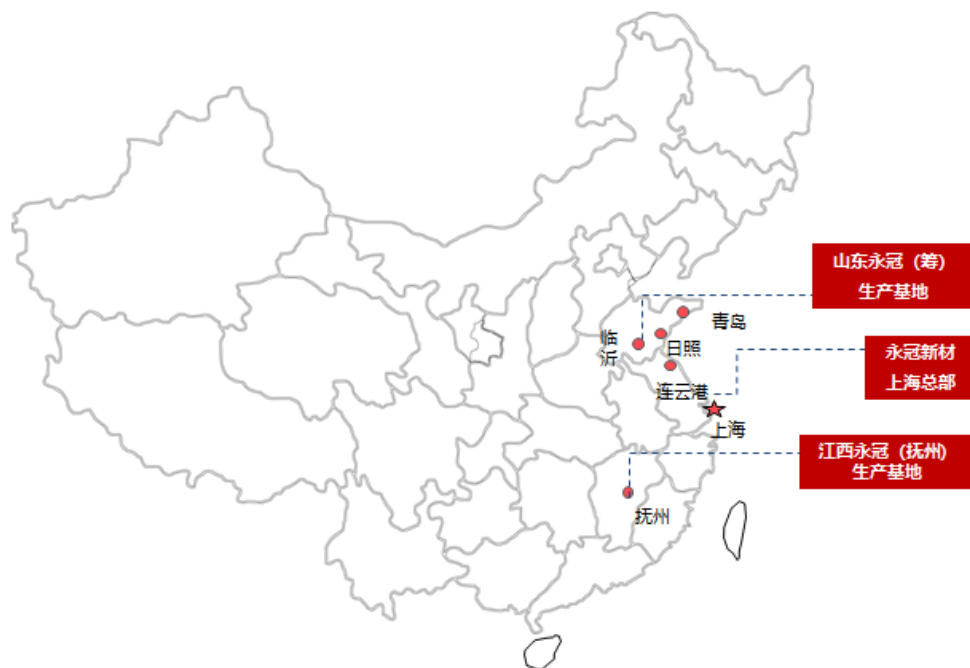 山东永冠（筹）
生产基地
青岛
临
沂
日照
永冠新材
上海总部
连云港
上海
江西永冠（抚州）
生产基地
抚州